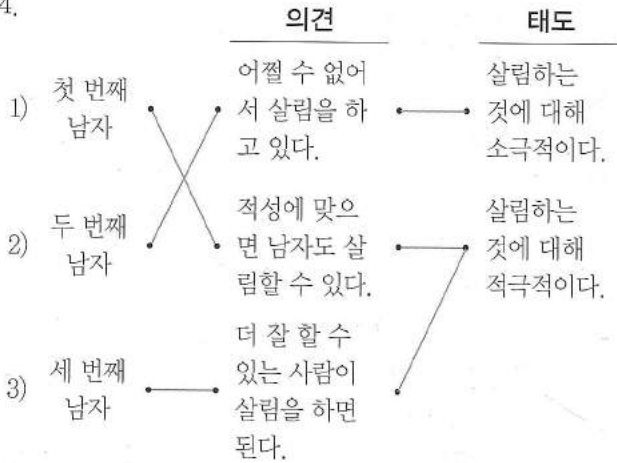 4.
의견
태도
1) 첫 번째
남자
어쩔 수 없어
서 살림을 하
고 있다.
살림하는
것에 대해
소극적이다.
2) 두 번째
남자
적성에 맞으
면 남자도 살
림할 수 있다.
살림하는
것에 대해
적극적이다.
3) 세 번째
남자
더 잘 할 수
있는 사람이
살림을 하면
된다.